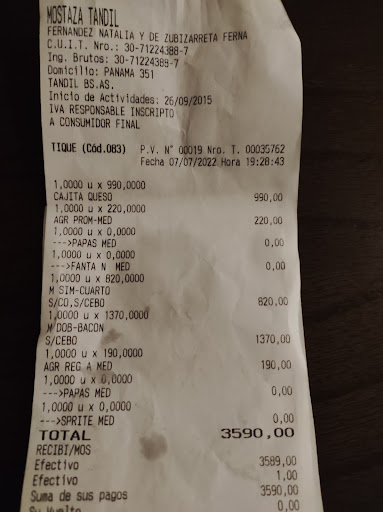 MOSTAZA TANDIL
FERNANDEZ NATALIA Y DE ZUBIZARRETA FERNA
C.U.I.T. Nro.: 30-71224388-7
Ing. Brutos: 30-71224388-7
Domicilio: PANAMA 351
TANDIL BS.AS.
Inicio de Actividades: 26/09/2015
IVA RESPONSABLE INSCRIPTO
A CONSUMIDOR FINAL
TIQUE (Cód.083) P.V. N° 00019 Nro. T. 00035762
Fecha 07/07/2022 Hora 19:28:43
1,0000 u x 990,0000
CAJITA QUESO 990,00
1,0000 u x 220,0000
AGR PROM-MED 220,00
1,0000 u x 0,0000
--->PAPAS MED 0,00
1,0000 u x 0,0000
--->FANTA N MED 0,00
1,0000 u x 820,0000
M SIM-CUARTO
S/CO,S/CEBO 820,00
1,0000 u x 1370,0000
M DOB-BACON
S/CEBO 1370,00
1,0000 u x 190,0000
AGR REG A MED 190,00
1,0000 u x 0,0000
--->PAPAS MED 0,00
1,0000 u x 0,0000
--->SPRITE MED 0,00
TOTAL 3590,00
RECIBI/MOS
Efectivo 3589,00
Efectivo 1,00
Suma de sus pagos 3590,00
Su Vuelto 0,00